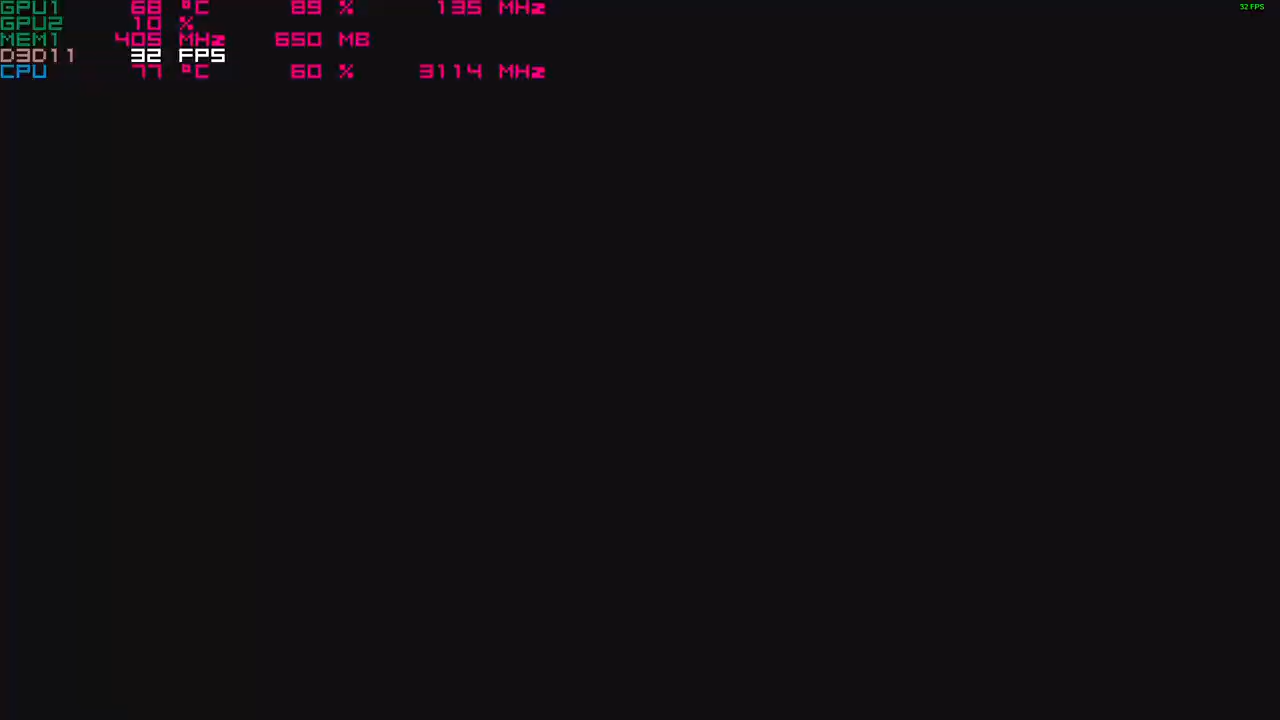 GPU1 68 °C 89 % 135 MHz 32 FPS
GPU2 10 %
MEM1 405 MHz 650 MB
D3D11 32 FPS
CPU 77 °C 60 % 3114 MHz